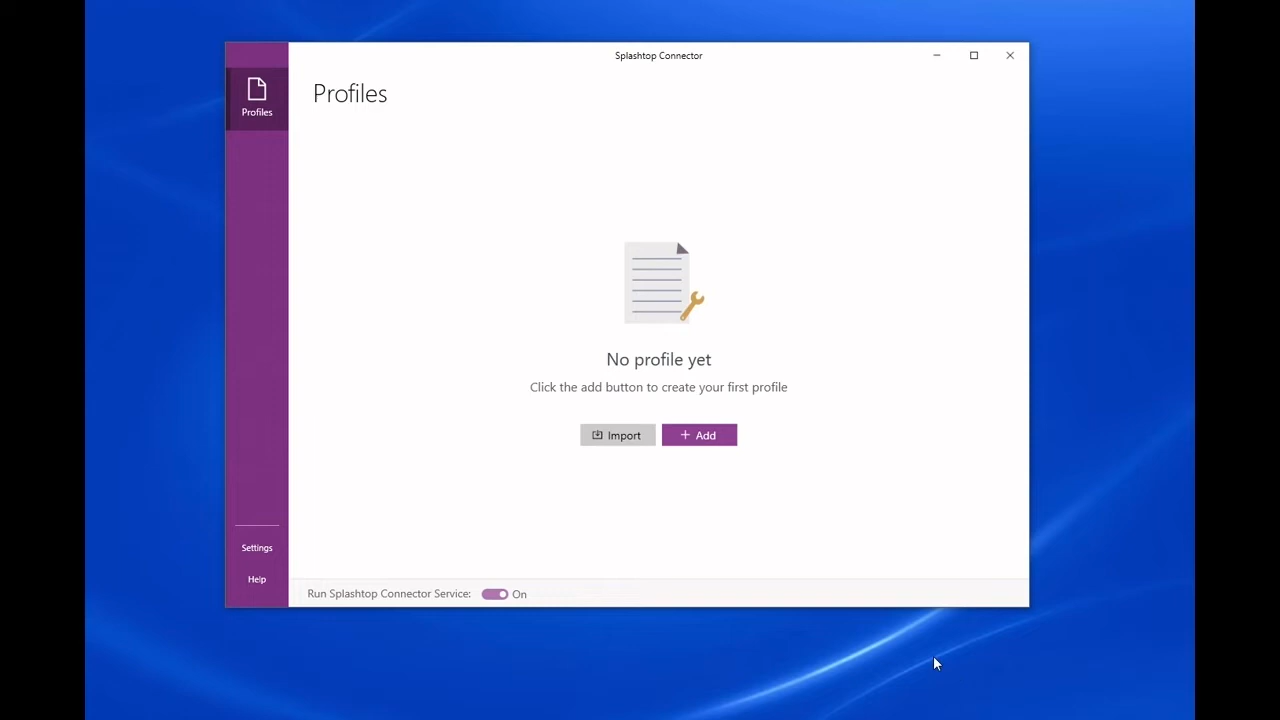 Splashtop Connector
Profiles
Profiles
No profile yet
Click the add button to create your first profile
Import
Add
Settings
Help
Run Splashtop Connector Service: On